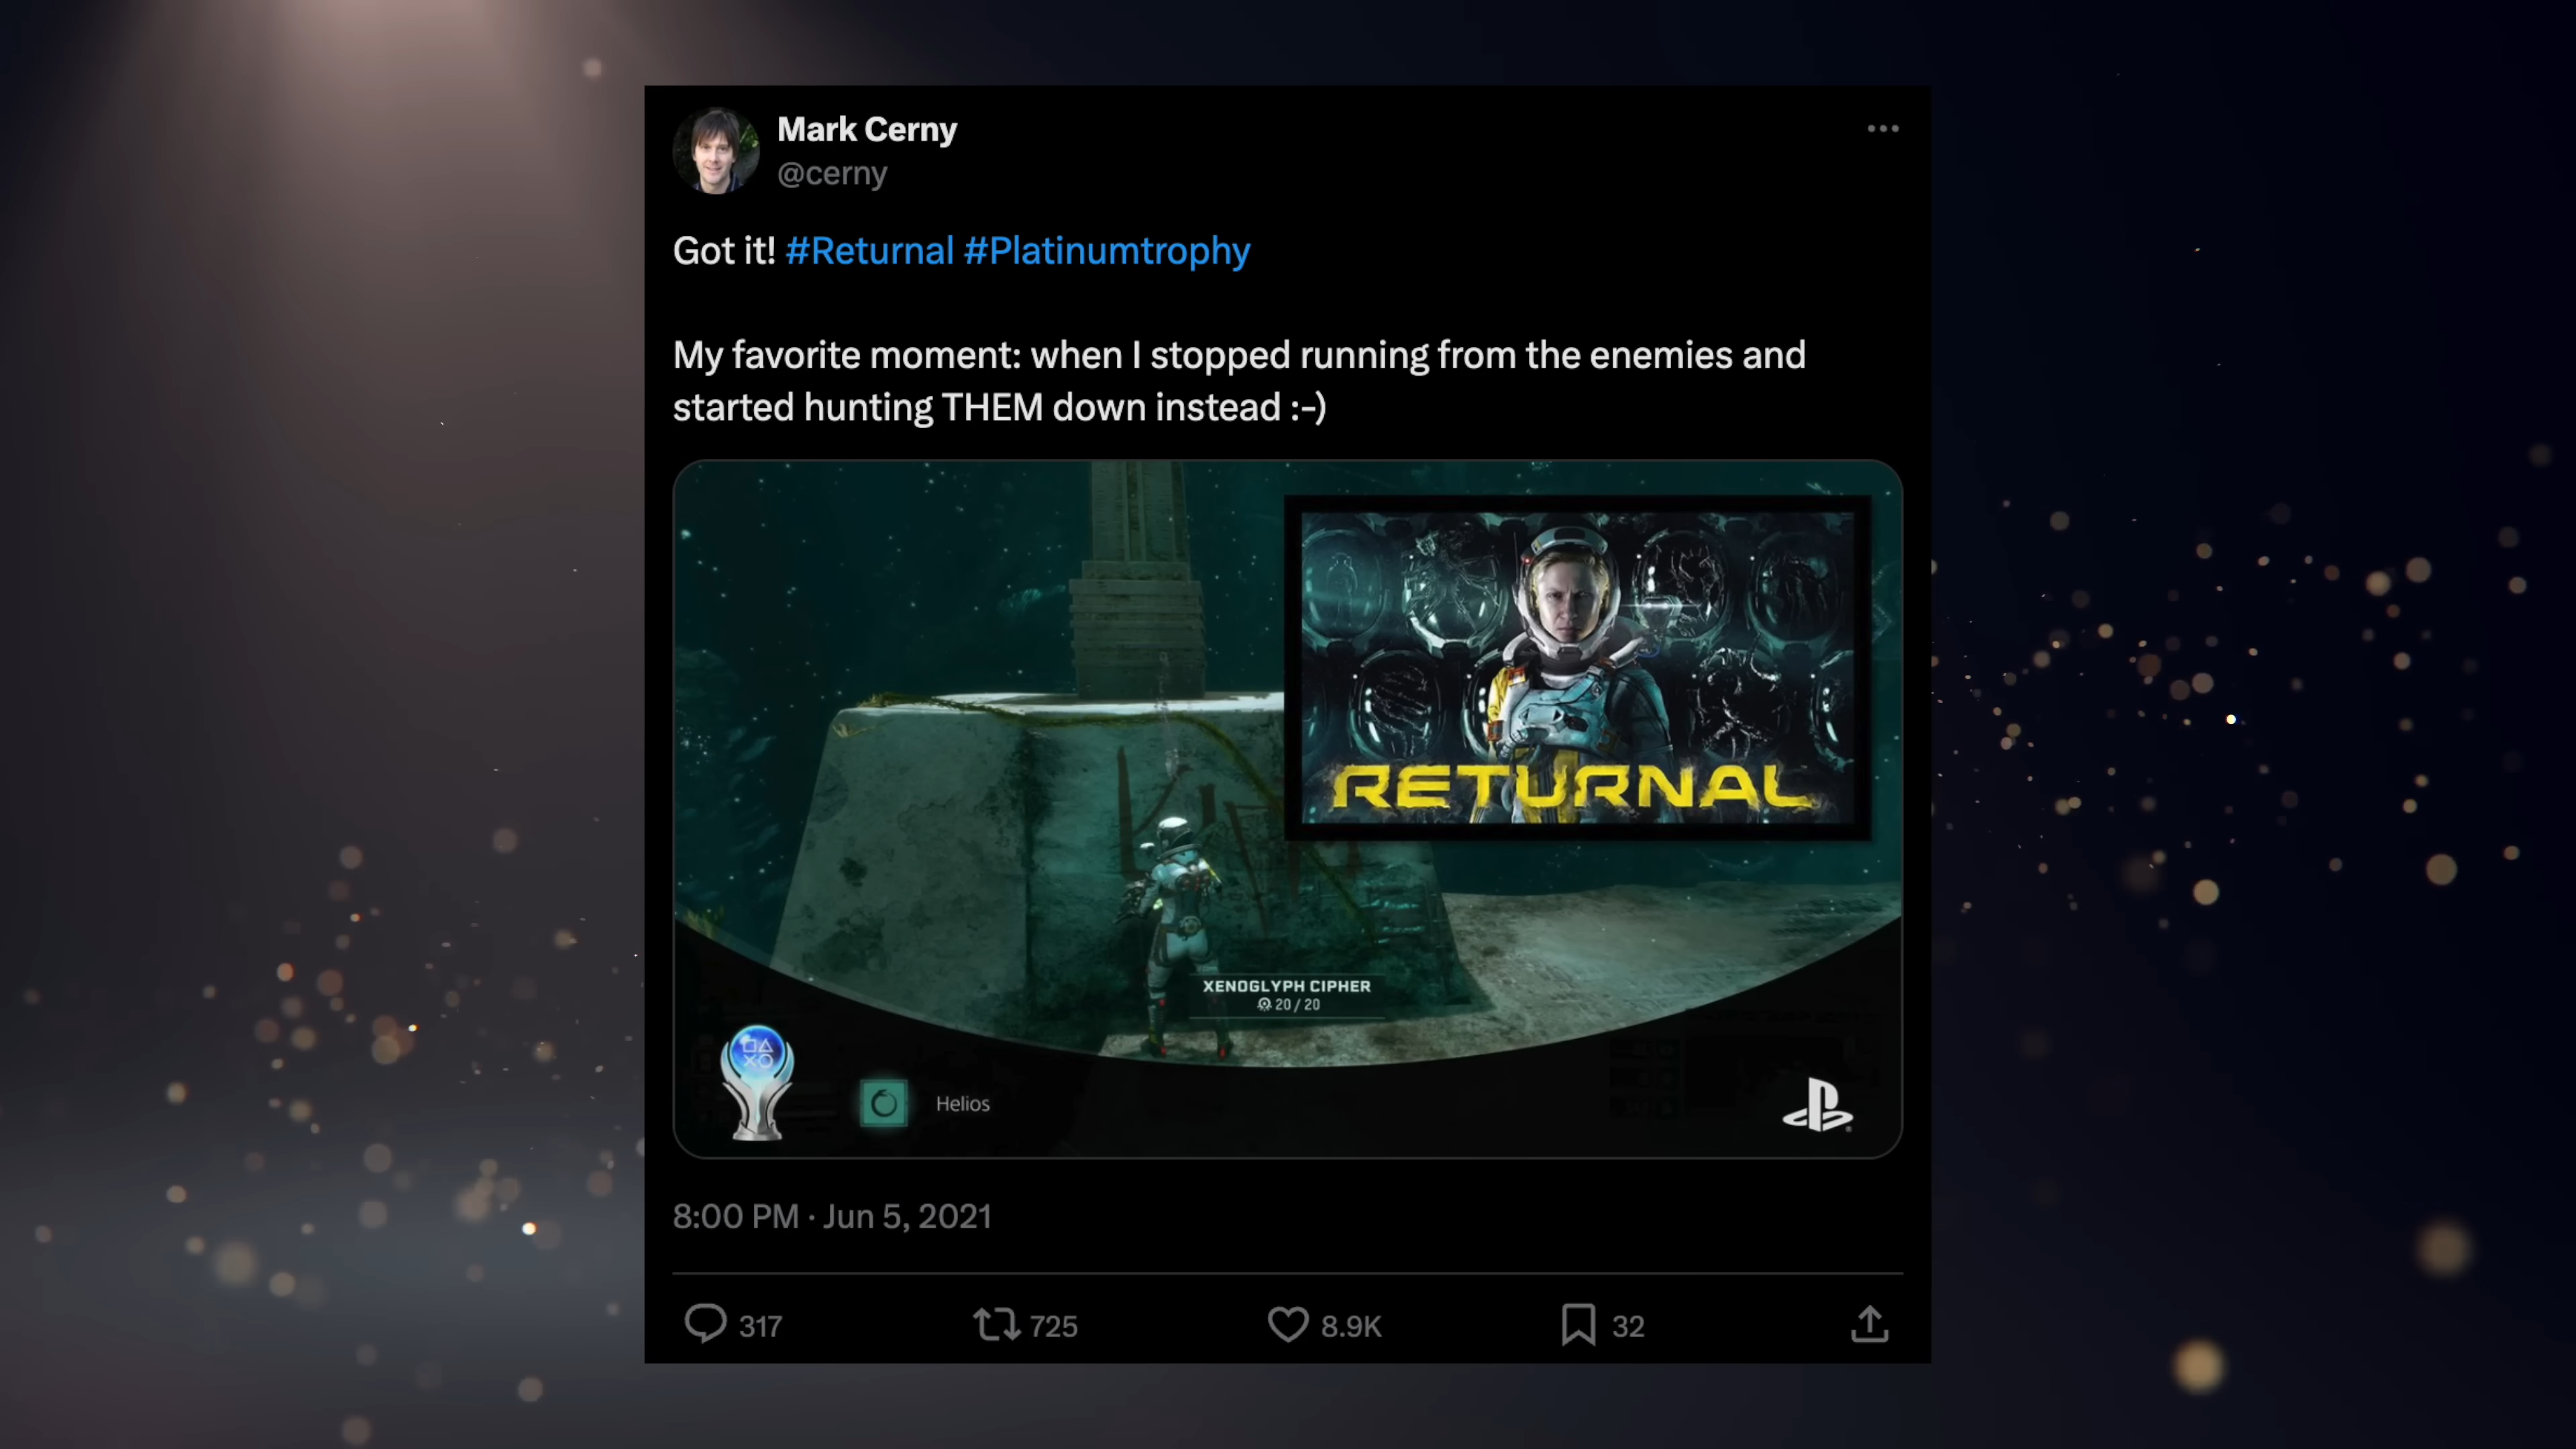 Mark Cerny
@cerny
Got it! #Returnal #Platinumtrophy
My favorite moment: when I stopped running from the enemies and
started hunting THEM down instead :-)
RETURNAL
XENOGLYPH CIPHER
20 / 20
Helios
8:00 PM · Jun 5, 2021
317 725 8.9K 32